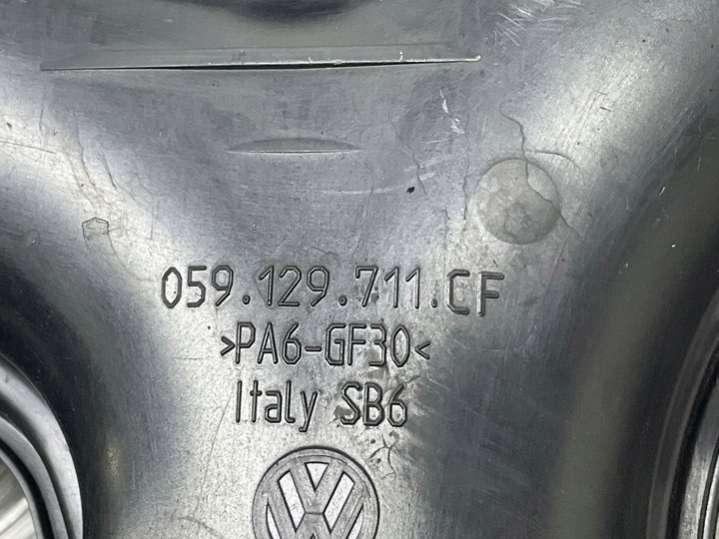 059.129.711.CF
>PA6-GF30<
Italy SB6